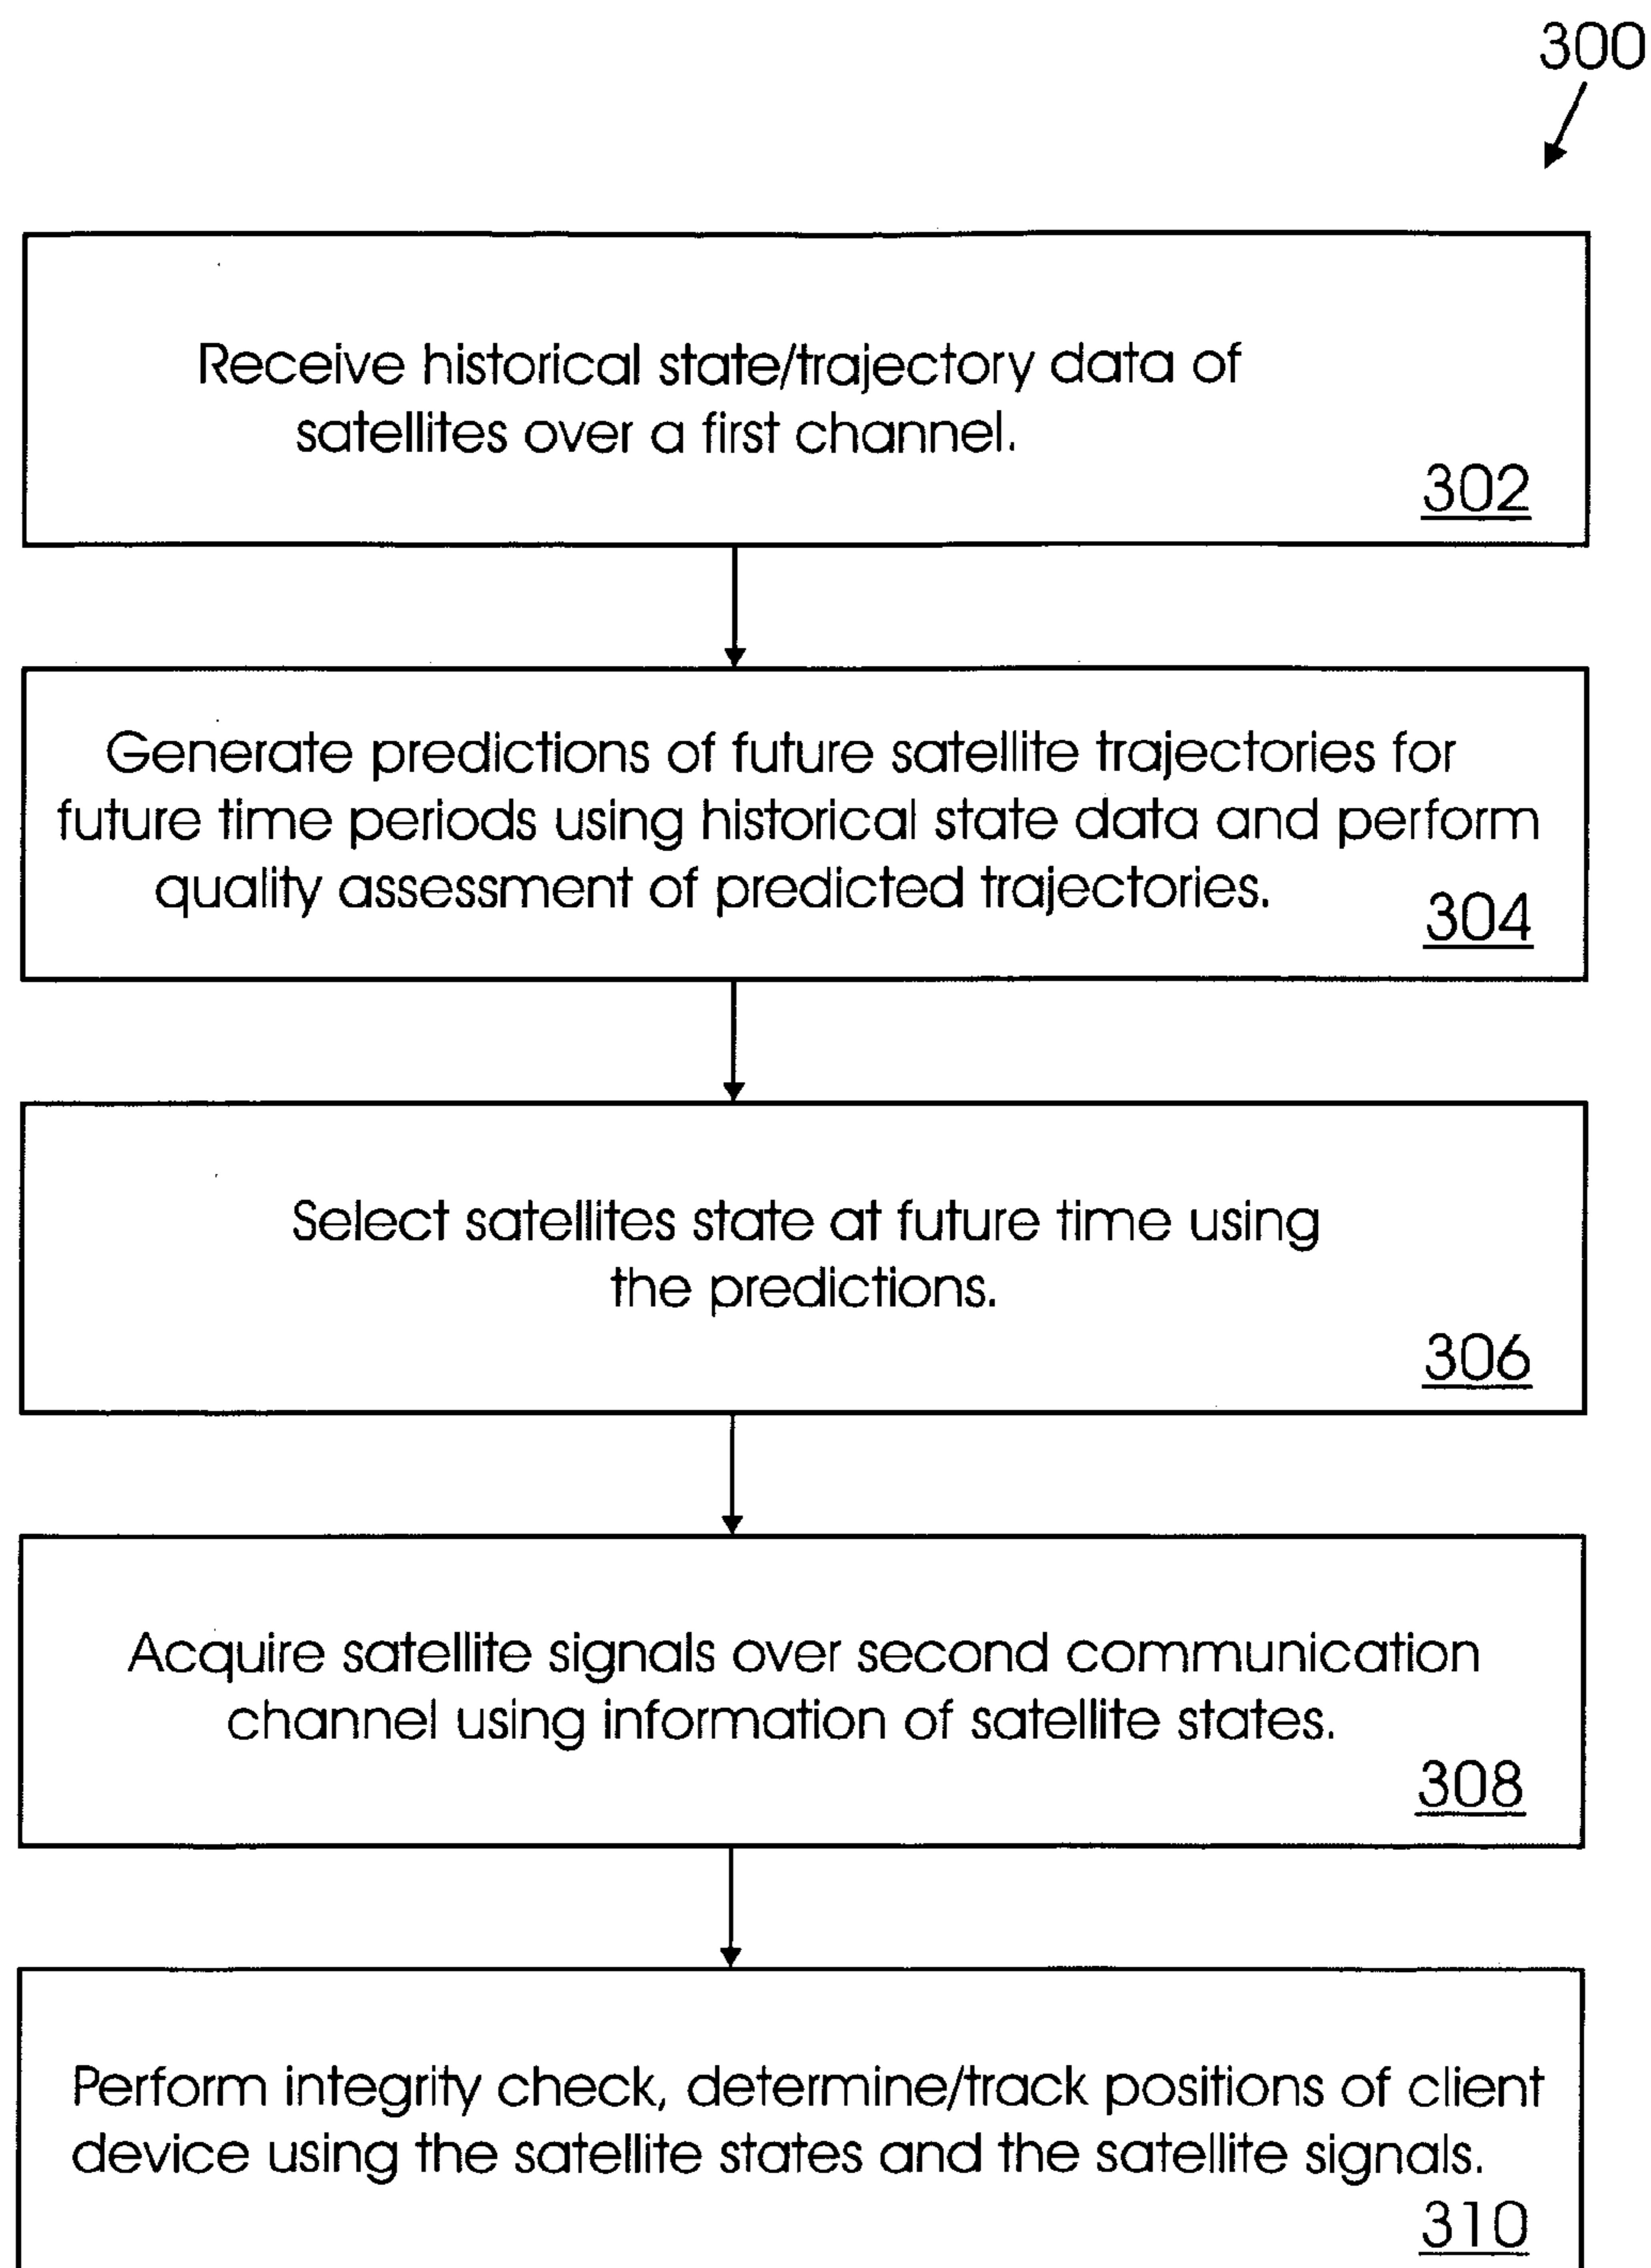 300
Receive historical state/trajectory data of
satellites over a first channel.
302
Generate predictions of future satellite trajectories for
future time periods using historical state data and perform
quality assessment of predicted trajectories.
304
Select satellites state at future time using
the predictions.
306
Acquire satellite signals over second communication
channel using information of satellite states.
308
Perform integrity check, determine/track positions of client
device using the satellite states and the satellite signals.
310